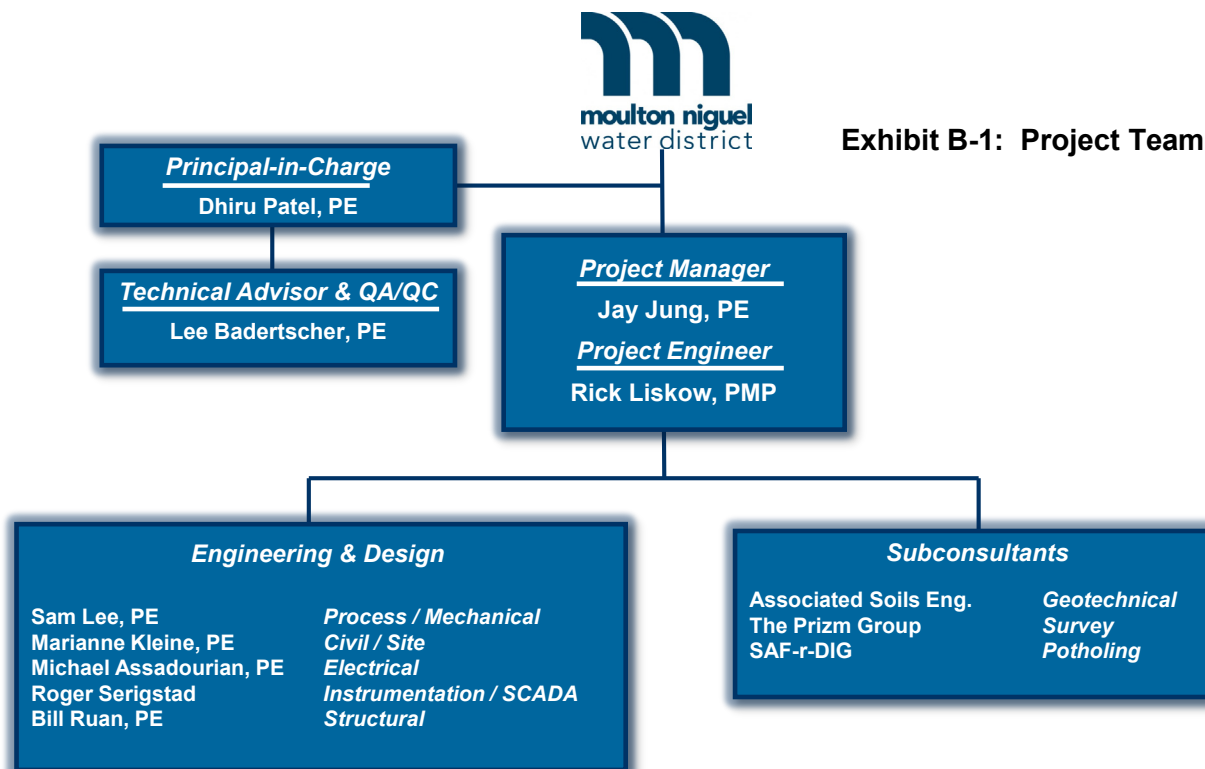 moulton niguel
water district
Exhibit B-1: Project Team
Principal-in-Charge
Dhiru Patel, PE
Technical Advisor & QA/QC
Lee Badertscher, PE
Project Manager
Jay Jung, PE
Project Engineer
Rick Liskow, PMP
Engineering & Design
Sam Lee, PE Process / Mechanical
Marianne Kleine, PE Civil / Site
Michael Assadourian, PE Electrical
Roger Serigstad Instrumentation / SCADA
Bill Ruan, PE Structural
Subconsultants
Associated Soils Eng. Geotechnical
The Prizm Group Survey
SAF-r-DIG Potholing